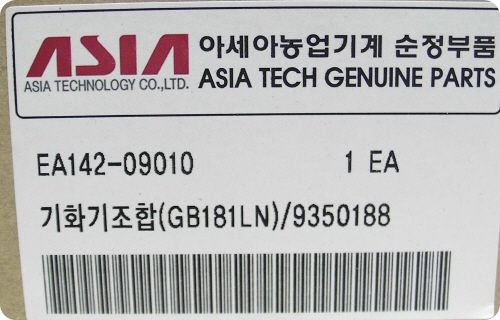 ASIA 아세아농업기계 순정부품
ASIA TECHNOLOGY CO.,LTD. ASIA TECH GENUINE PARTS
EA142-09010 1 EA
기화기조합(GB181LN)/9350188